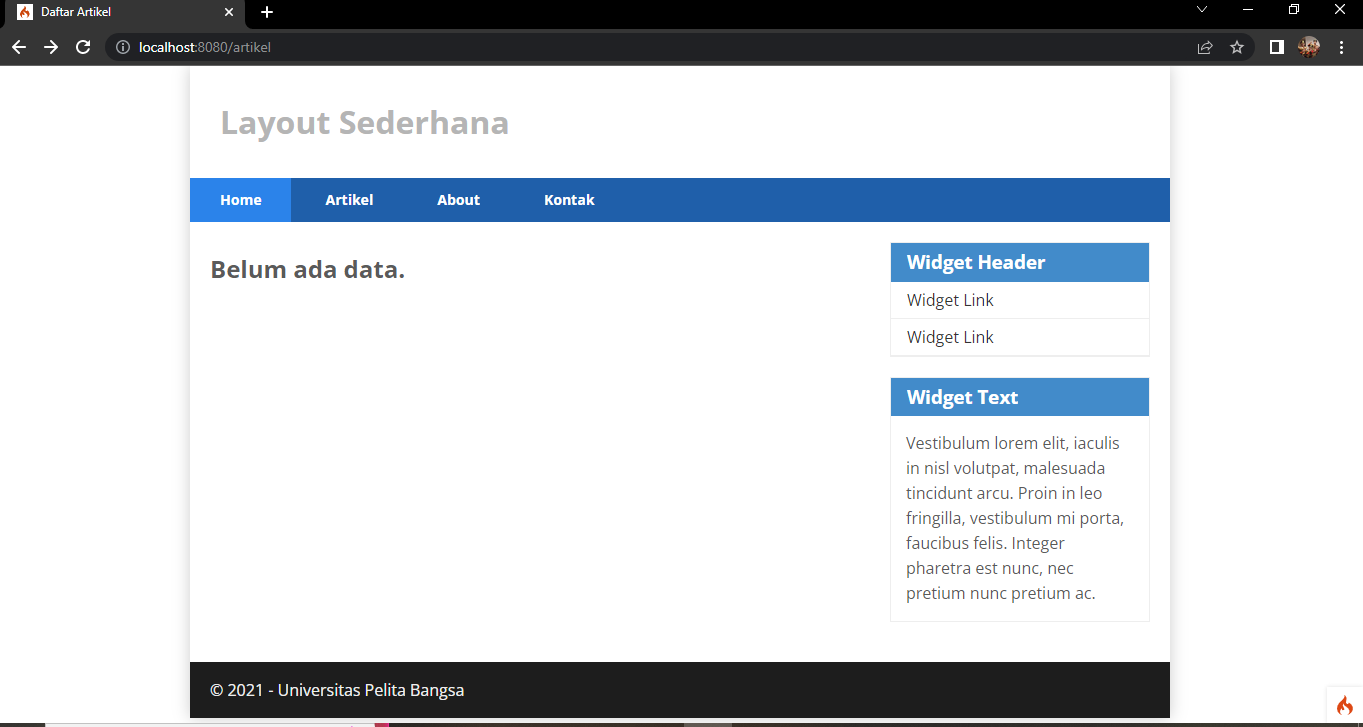 Daftar Artikel
localhost:8080/artikel
Layout Sederhana
Home Artikel About Kontak
Belum ada data.
Widget Header
Widget Link
Widget Link
Widget Text
Vestibulum lorem elit, iaculis
in nisl volutpat, malesuada
tincidunt arcu. Proin in leo
fringilla, vestibulum mi porta,
faucibus felis. Integer
pharetra est nunc, nec
pretium nunc pretium ac.
© 2021 - Universitas Pelita Bangsa